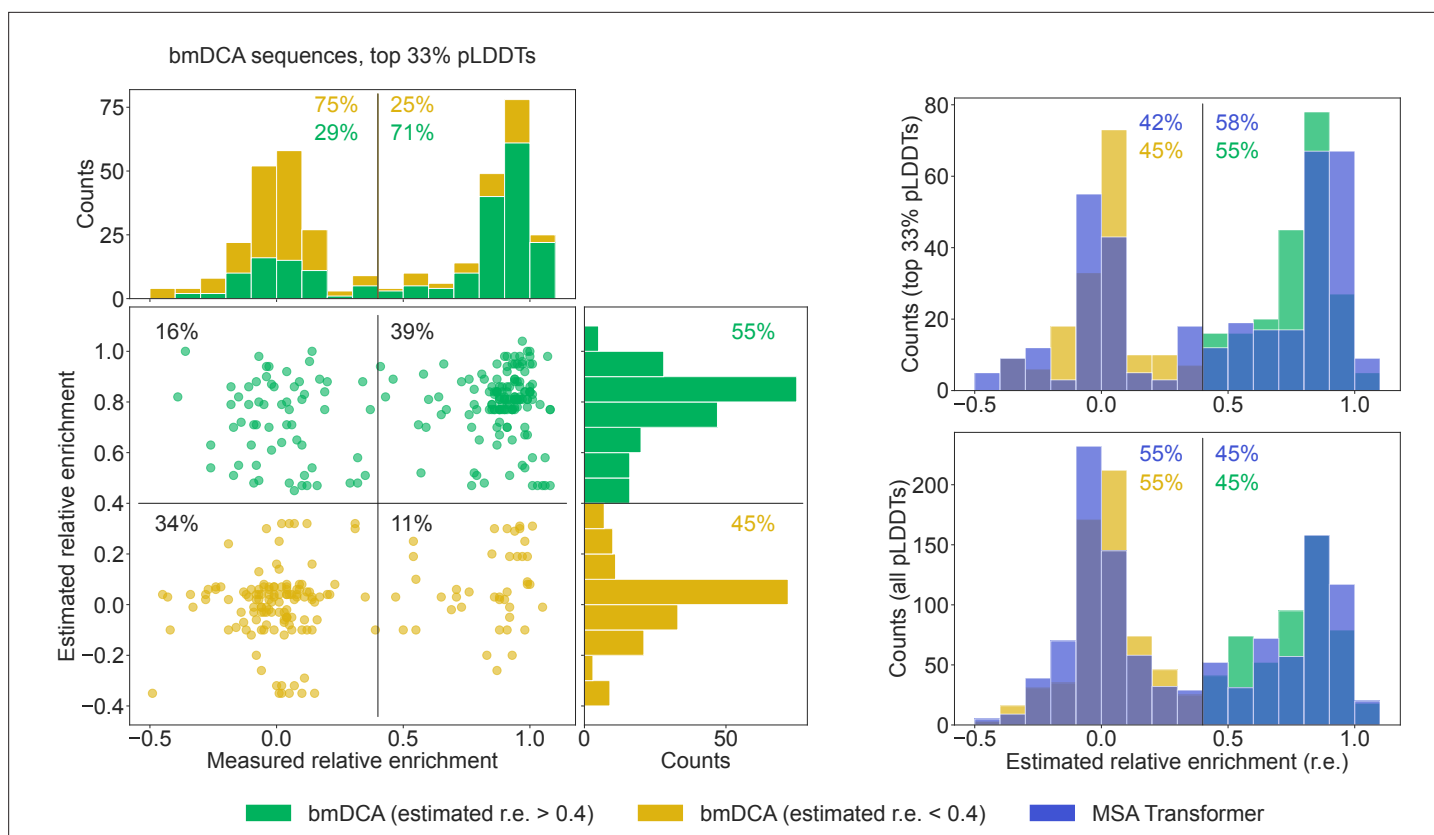 bmDCA sequences, top 33% pLDDTs
75% 25%
29% 71%
Counts
75
50
25
0
16% 39%
34% 11%
Estimated relative enrichment
1.0
0.8
0.6
0.4
0.2
0.0
−0.2
−0.4
−0.5 0.0 0.5 1.0
Measured relative enrichment
55%
45%
0 50
Counts
42% 58%
45% 55%
Counts (top 33% pLDDTs)
80
60
40
20
0
−0.5 0.0 0.5 1.0
55% 45%
55% 45%
Counts (all pLDDTs)
200
150
100
50
0
−0.5 0.0 0.5 1.0
Estimated relative enrichment (r.e.)
bmDCA (estimated r.e. > 0.4) bmDCA (estimated r.e. < 0.4) MSA Transformer